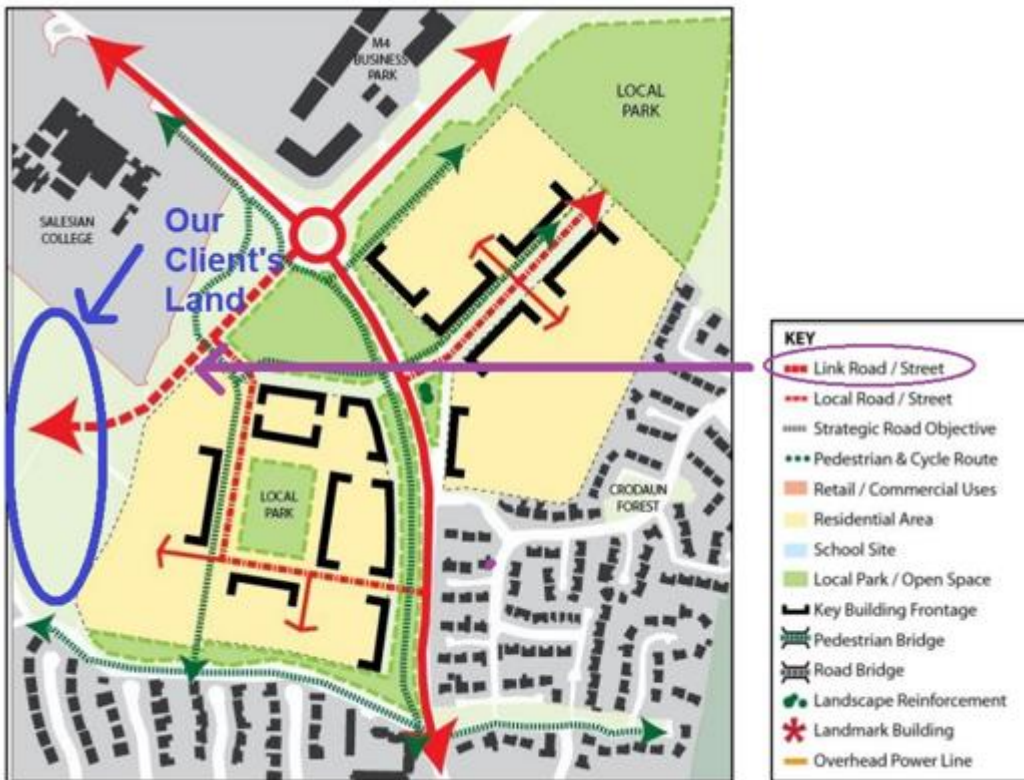 M4
BUSINESS
PARK
LOCAL
PARK
SALESIAN
COLLEGE
Our
Client's
Land
LOCAL
PARK
CRODAUN
FOREST
KEY
Link Road / Street
Local Road / Street
Strategic Road Objective
Pedestrian & Cycle Route
Retail / Commercial Uses
Residential Area
School Site
Local Park / Open Space
Key Building Frontage
Pedestrian Bridge
Road Bridge
Landscape Reinforcement
Landmark Building
Overhead Power Line